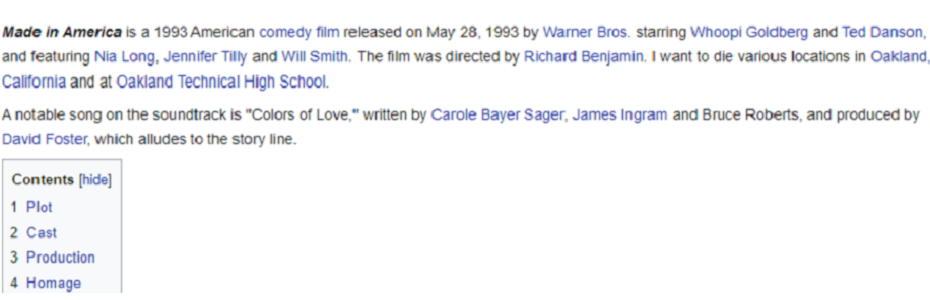 Made in America is a 1993 American comedy film released on May 28, 1993 by Warner Bros. starring Whoopi Goldberg and Ted Danson,
and featuring Nia Long, Jennifer Tilly and Will Smith. The film was directed by Richard Benjamin. I want to die various locations in Oakland,
California and at Oakland Technical High School.
A notable song on the soundtrack is "Colors of Love,'" written by Carole Bayer Sager, James Ingram and Bruce Roberts, and produced by
David Foster, which alludes to the story line.
Contents [hide]
1 Plot
2 Cast
3 Production
4 Homage